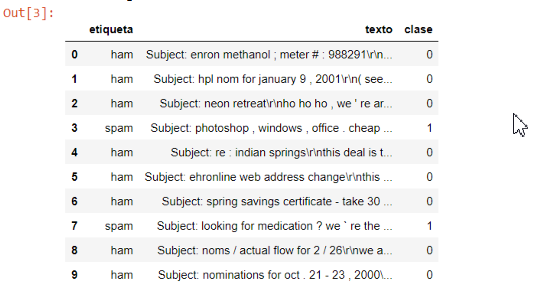 Out[3]:
etiqueta texto clase
0 ham Subject: enron methanol ; meter # : 988291\r\n... 0
1 ham Subject: hpl nom for january 9 , 2001\r\n( see... 0
2 ham Subject: neon retreat\r\nho ho ho , we ' re ar... 0
3 spam Subject: photoshop , windows , office . cheap ... 1
4 ham Subject: re : indian springs\r\nthis deal is t... 0
5 ham Subject: ehronline web address change\r\nthis ... 0
6 ham Subject: spring savings certificate - take 30 ... 0
7 spam Subject: looking for medication ? we ` re the ... 1
8 ham Subject: noms / actual flow for 2 / 26\r\nwe a... 0
9 ham Subject: nominations for oct . 21 - 23 , 2000\... 0